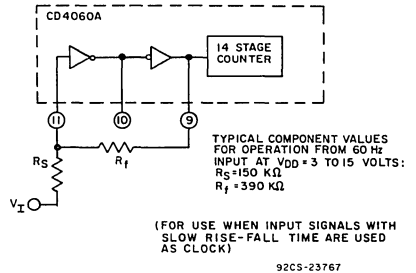 CD4060A
14 STAGE
COUNTER
11
10
9
RS
Rf
VI
TYPICAL COMPONENT VALUES
FOR OPERATION FROM 60 Hz
INPUT AT VDD = 3 TO 15 VOLTS:
RS=150 KΩ
Rf =390 KΩ
(FOR USE WHEN INPUT SIGNALS WITH
SLOW RISE-FALL TIME ARE USED
AS CLOCK)
92CS-23767